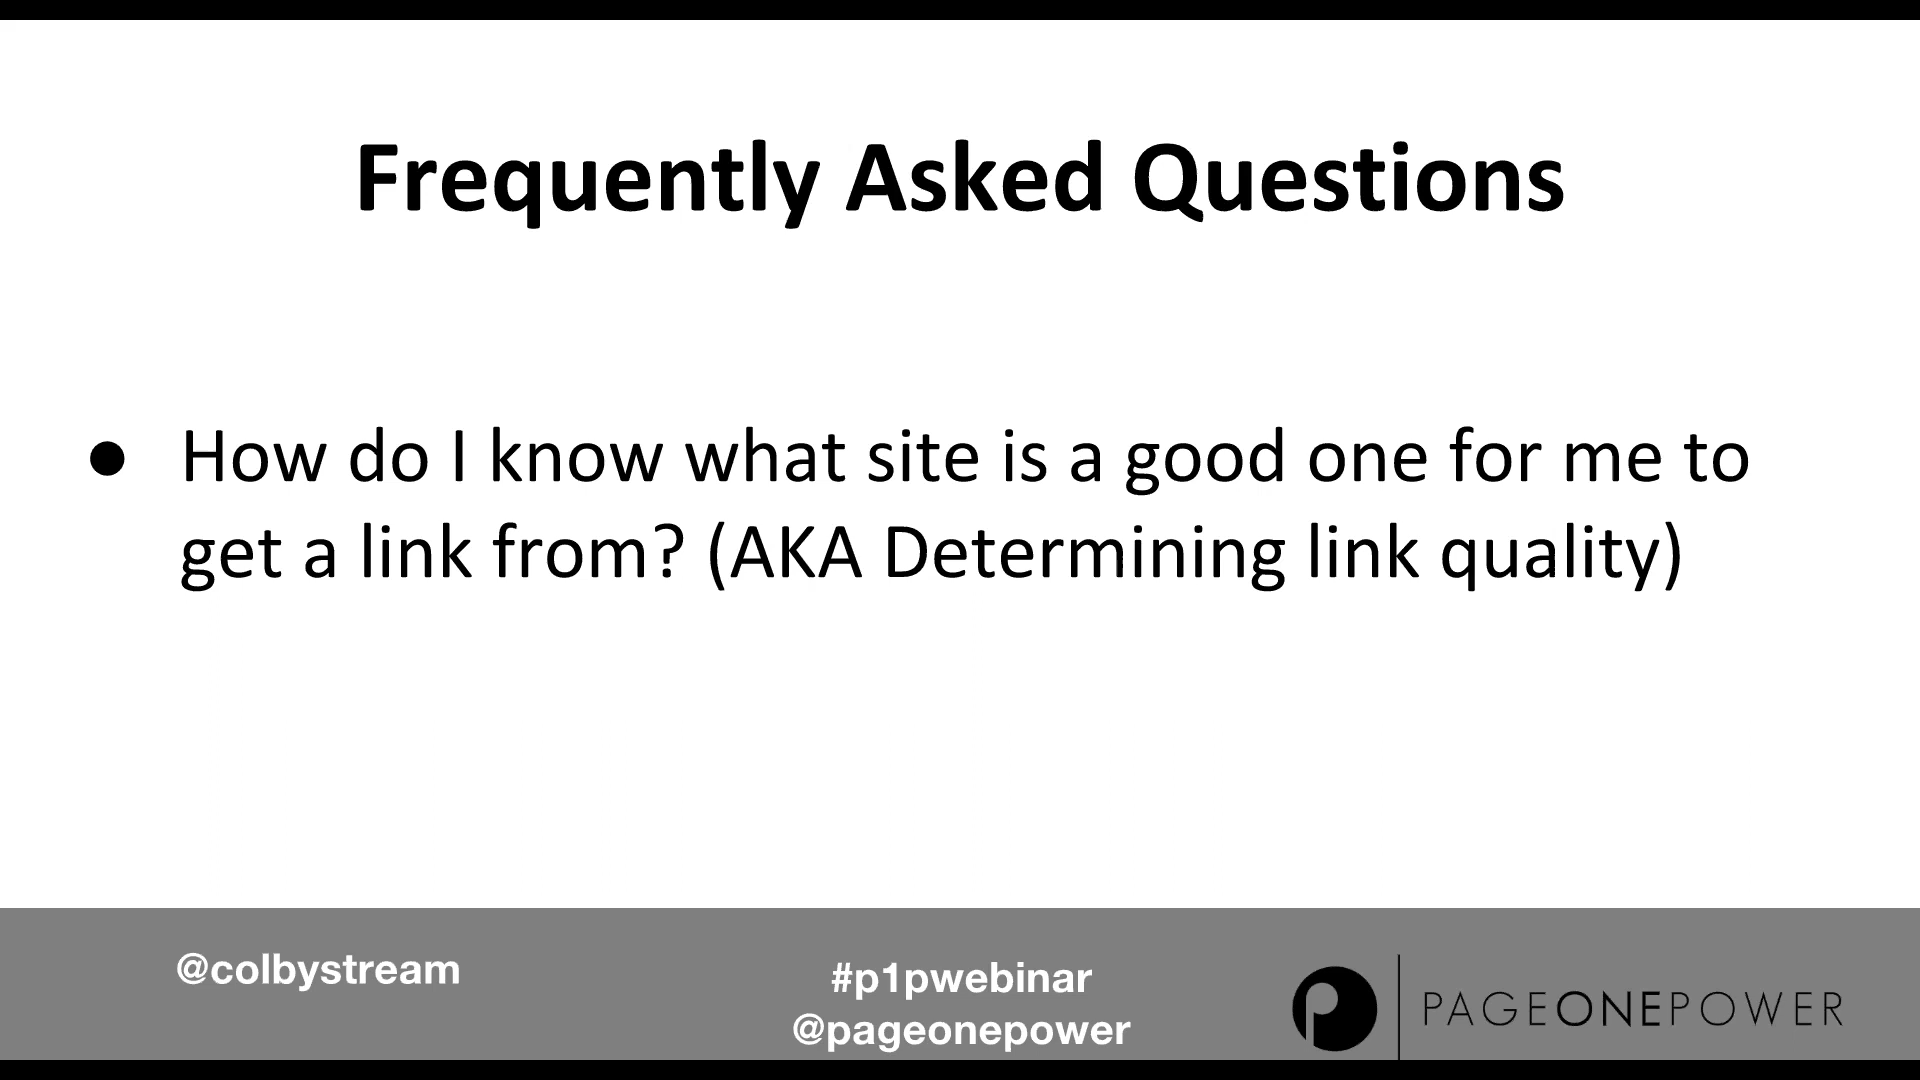 Frequently Asked Questions
● How do I know what site is a good one for me to
get a link from? (AKA Determining link quality)
@colbystream
#p1pwebinar
@pageonepower
PAGEONEPOWER